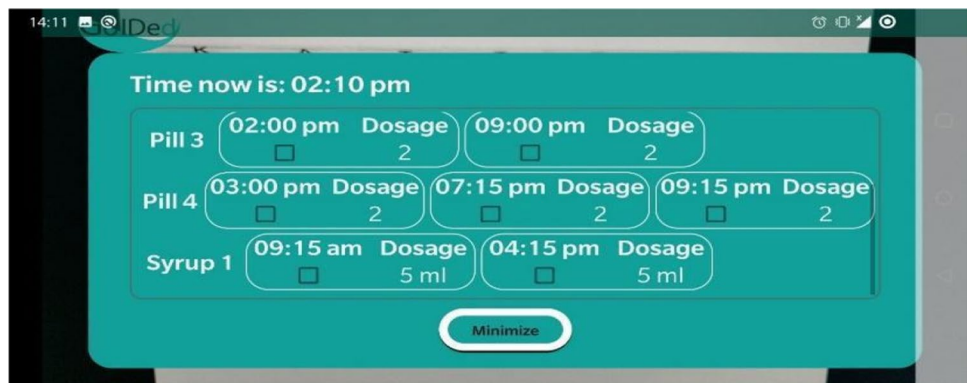 14:11
GolDed
Time now is: 02:10 pm
Pill 3 02:00 pm Dosage 2 09:00 pm Dosage 2
Pill 4 03:00 pm Dosage 2 07:15 pm Dosage 2 09:15 pm Dosage 2
Syrup 1 09:15 am Dosage 5 ml 04:15 pm Dosage 5 ml
Minimize